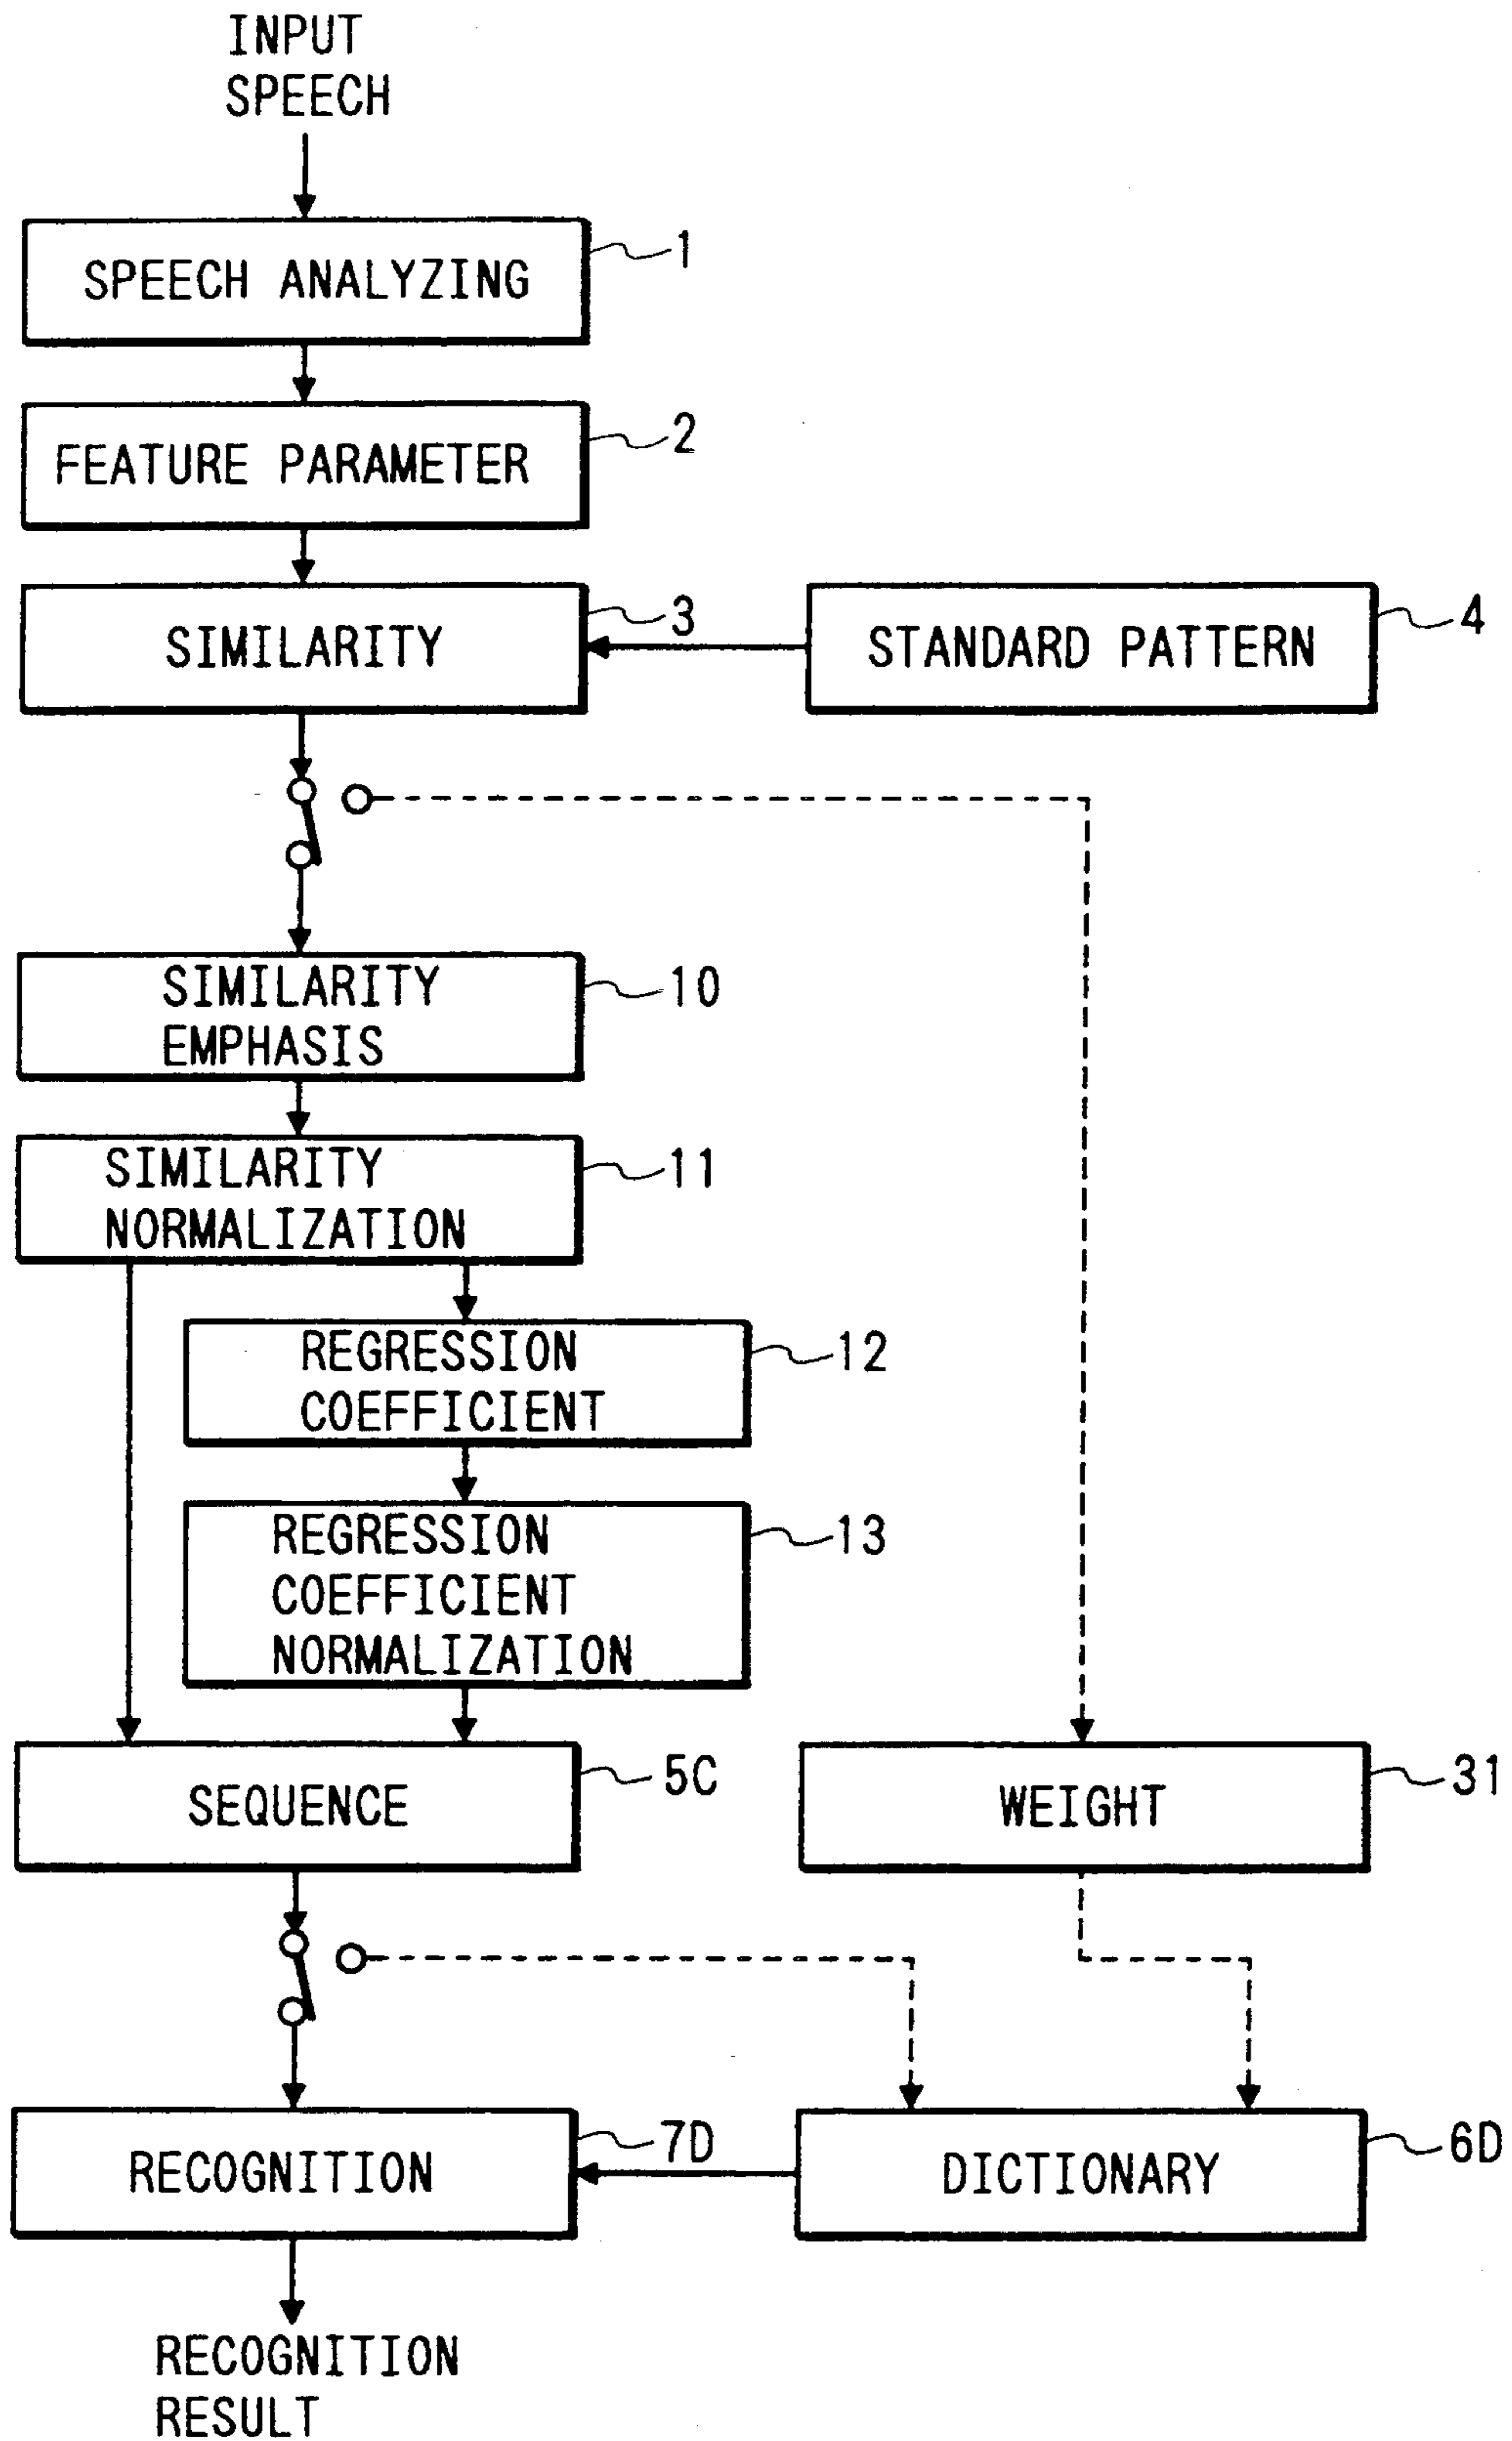 INPUT
SPEECH
SPEECH ANALYZING
1
FEATURE PARAMETER
2
SIMILARITY
3
STANDARD PATTERN
4
SIMILARITY
EMPHASIS
10
SIMILARITY
NORMALIZATION
11
REGRESSION
COEFFICIENT
12
REGRESSION
COEFFICIENT
NORMALIZATION
13
SEQUENCE
5C
WEIGHT
31
RECOGNITION
7D
DICTIONARY
6D
RECOGNITION
RESULT